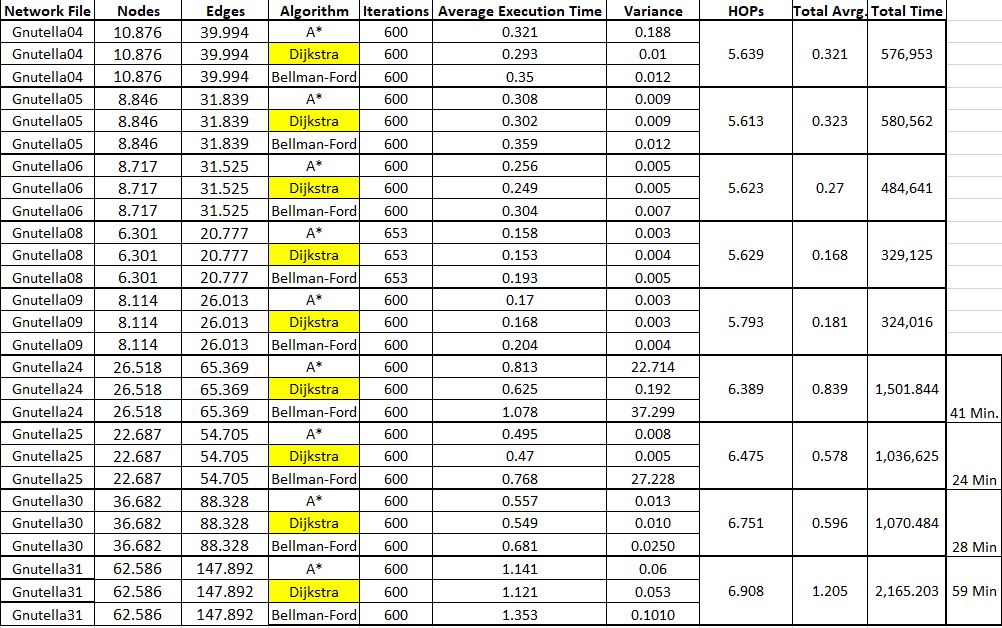 Network File Nodes Edges Algorithm Iterations Average Execution Time Variance HOPs Total Avrg. Total Time
Gnutella04 10.876 39.994 A* 600 0.321 0.188
Gnutella04 10.876 39.994 Dijkstra 600 0.293 0.01 5.639 0.321 576,953
Gnutella04 10.876 39.994 Bellman-Ford 600 0.35 0.012
Gnutella05 8.846 31.839 A* 600 0.308 0.009
Gnutella05 8.846 31.839 Dijkstra 600 0.302 0.009 5.613 0.323 580,562
Gnutella05 8.846 31.839 Bellman-Ford 600 0.359 0.012
Gnutella06 8.717 31.525 A* 600 0.256 0.005
Gnutella06 8.717 31.525 Dijkstra 600 0.249 0.005 5.623 0.27 484,641
Gnutella06 8.717 31.525 Bellman-Ford 600 0.304 0.007
Gnutella08 6.301 20.777 A* 653 0.158 0.003
Gnutella08 6.301 20.777 Dijkstra 653 0.153 0.004 5.629 0.168 329,125
Gnutella08 6.301 20.777 Bellman-Ford 653 0.193 0.005
Gnutella09 8.114 26.013 A* 600 0.17 0.003
Gnutella09 8.114 26.013 Dijkstra 600 0.168 0.003 5.793 0.181 324,016
Gnutella09 8.114 26.013 Bellman-Ford 600 0.204 0.004
Gnutella24 26.518 65.369 A* 600 0.813 22.714
Gnutella24 26.518 65.369 Dijkstra 600 0.625 0.192 6.389 0.839 1,501.844
Gnutella24 26.518 65.369 Bellman-Ford 600 1.078 37.299 41 Min.
Gnutella25 22.687 54.705 A* 600 0.495 0.008
Gnutella25 22.687 54.705 Dijkstra 600 0.47 0.005 6.475 0.578 1,036,625
Gnutella25 22.687 54.705 Bellman-Ford 600 0.768 27.228 24 Min
Gnutella30 36.682 88.328 A* 600 0.557 0.013
Gnutella30 36.682 88.328 Dijkstra 600 0.549 0.010 6.751 0.596 1,070.484
Gnutella30 36.682 88.328 Bellman-Ford 600 0.681 0.0250 28 Min
Gnutella31 62.586 147.892 A* 600 1.141 0.06
Gnutella31 62.586 147.892 Dijkstra 600 1.121 0.053 6.908 1.205 2,165.203 59 Min
Gnutella31 62.586 147.892 Bellman-Ford 600 1.353 0.1010